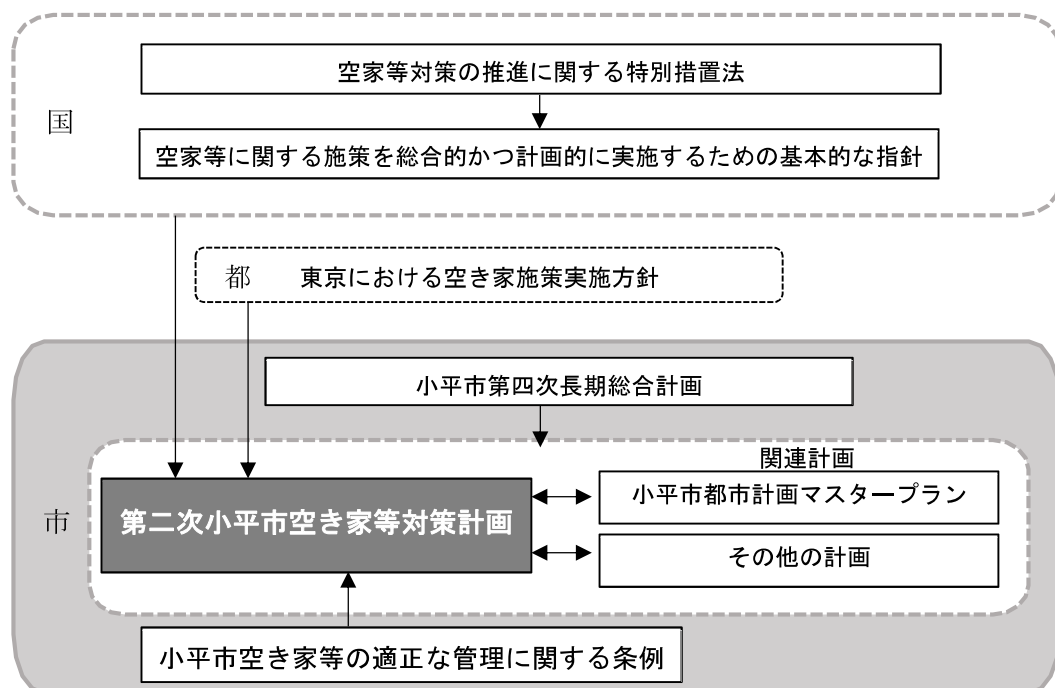 空家等対策の推進に関する特別措置法
国
空家等に関する施策を総合的かつ計画的に実施するための基本的な指針
都 東京における空き家施策実施方針
小平市第四次長期総合計画
関連計画
小平市都市計画マスタープラン
市
第二次小平市空き家等対策計画
その他の計画
小平市空き家等の適正な管理に関する条例